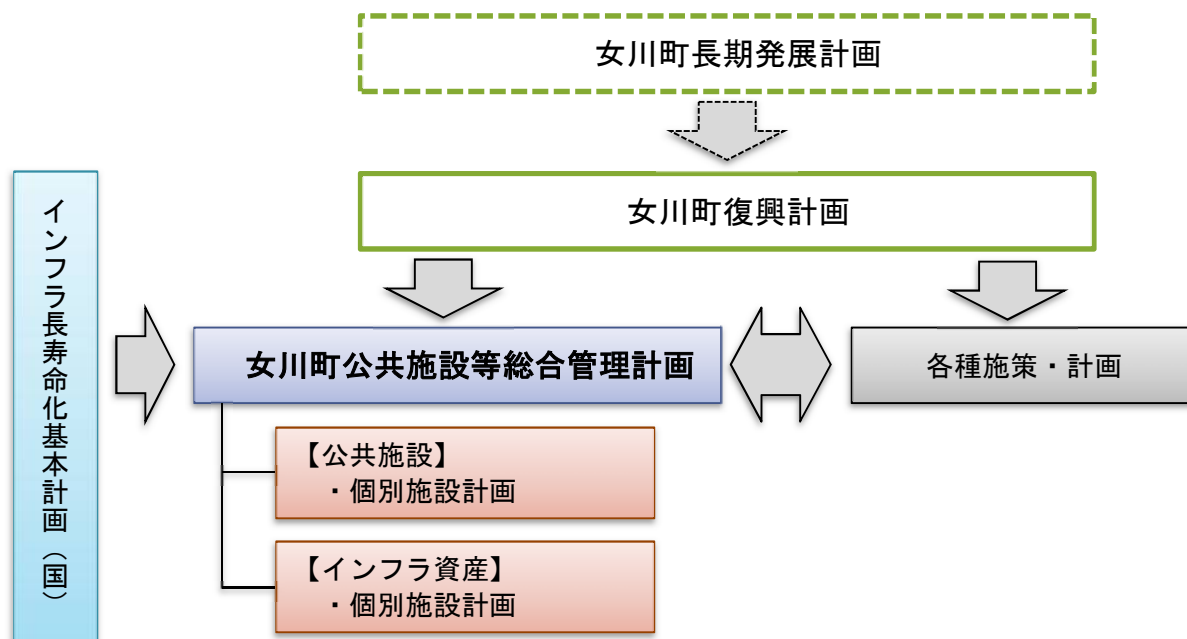 女川町長期発展計画
女川町復興計画
インフラ長寿命化基本計画（国）
女川町公共施設等総合管理計画
各種施策・計画
【公共施設】
・個別施設計画
【インフラ資産】
・個別施設計画